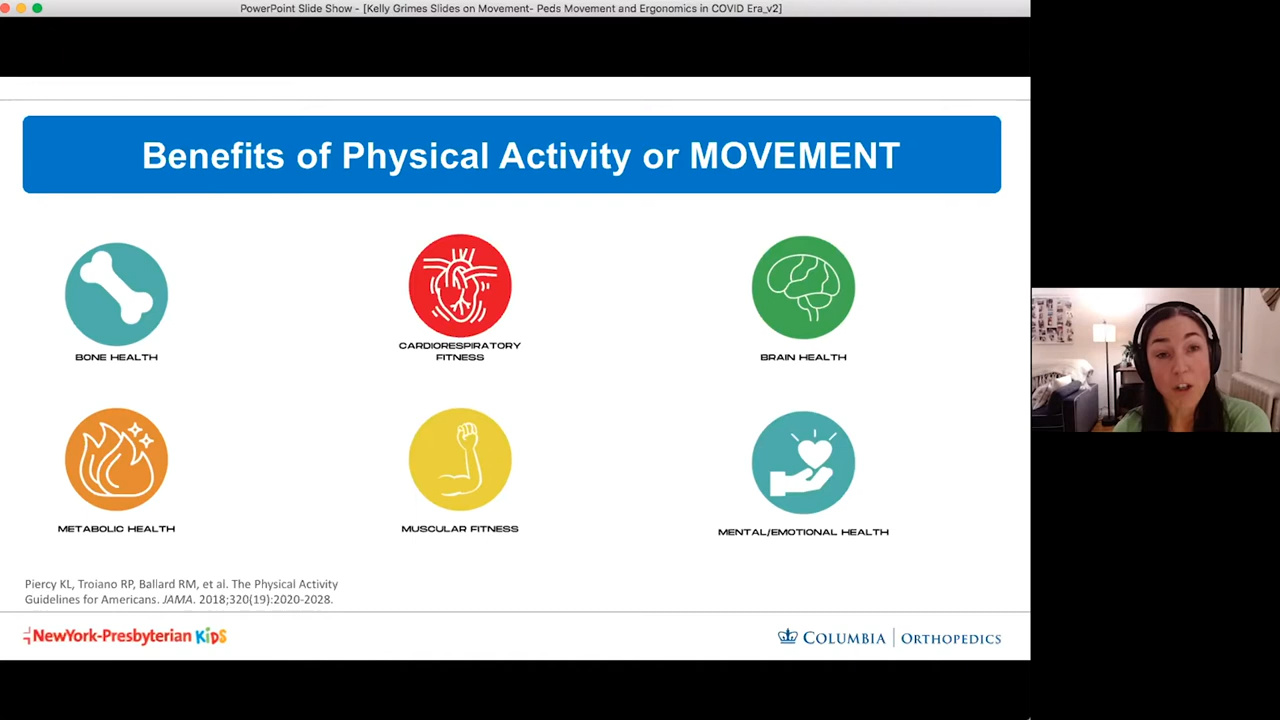 PowerPoint Slide Show - [Kelly Grimes Slides on Movement- Peds Movement and Ergonomics in COVID Era_v2]
Benefits of Physical Activity or MOVEMENT
BONE HEALTH
CARDIORESPIRATORY
FITNESS
BRAIN HEALTH
METABOLIC HEALTH
MUSCULAR FITNESS
MENTAL/EMOTIONAL HEALTH
Piercy KL, Troiano RP, Ballard RM, et al. The Physical Activity
Guidelines for Americans. JAMA. 2018;320(19):2020-2028.
NewYork-Presbyterian KiDS
COLUMBIA | ORTHOPEDICS